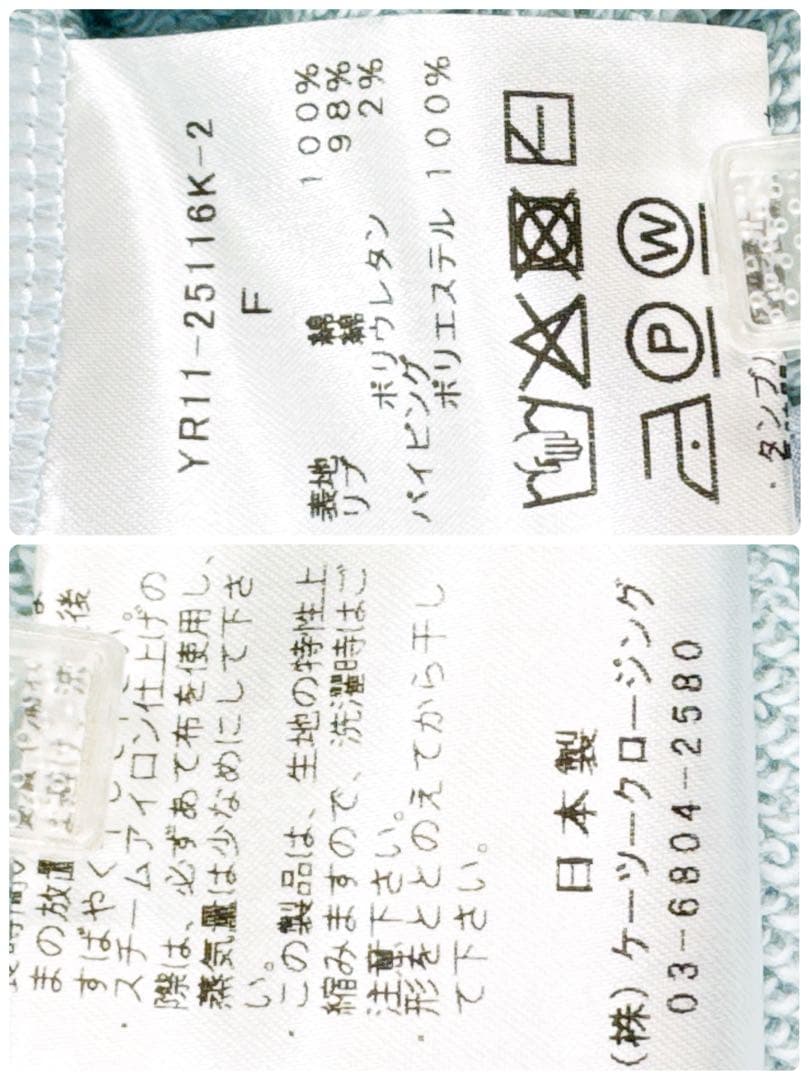 YR11-25116K-2
F
表地 綿 100%
リブ 綿 98%
ポリウレタン 2%
パイピング
ポリエステル 100%
P W
・タンブル
まの放置 後
すばやく
・スチームアイロン仕上げの
際は、必ずあて布を使用し、
蒸気量は少なめにして下さ
い。
・この製品は、生地の特性上
縮みますので、洗濯時はご
注意下さい。
・形をととのえてから干し
て下さい。
日本製
(株)ケーツークロージング
03-6804-2580